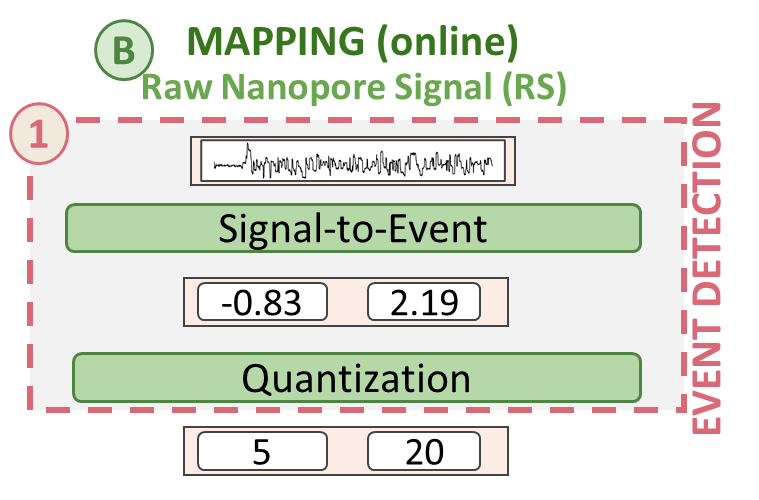 B
MAPPING (online)
Raw Nanopore Signal (RS)
1
EVENT DETECTION
Signal-to-Event
-0.83 2.19
Quantization
5 20